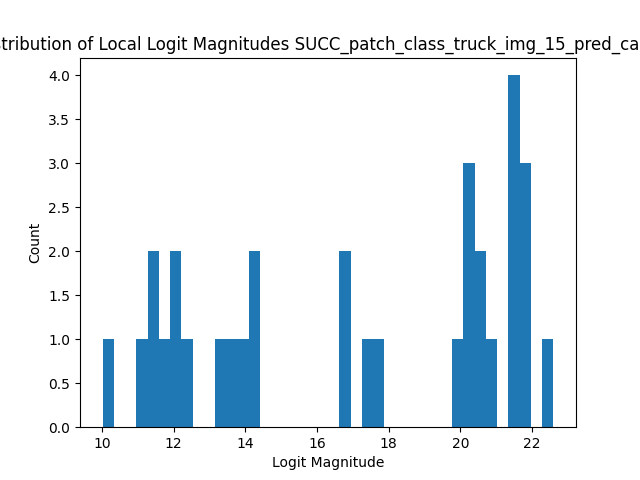 stribution of Local Logit Magnitudes SUCC_patch_class_truck_img_15_pred_ca
4.0
3.5
3.0
2.5
2.0
1.5
1.0
0.5
0.0
Count
10 12 14 16 18 20 22
Logit Magnitude